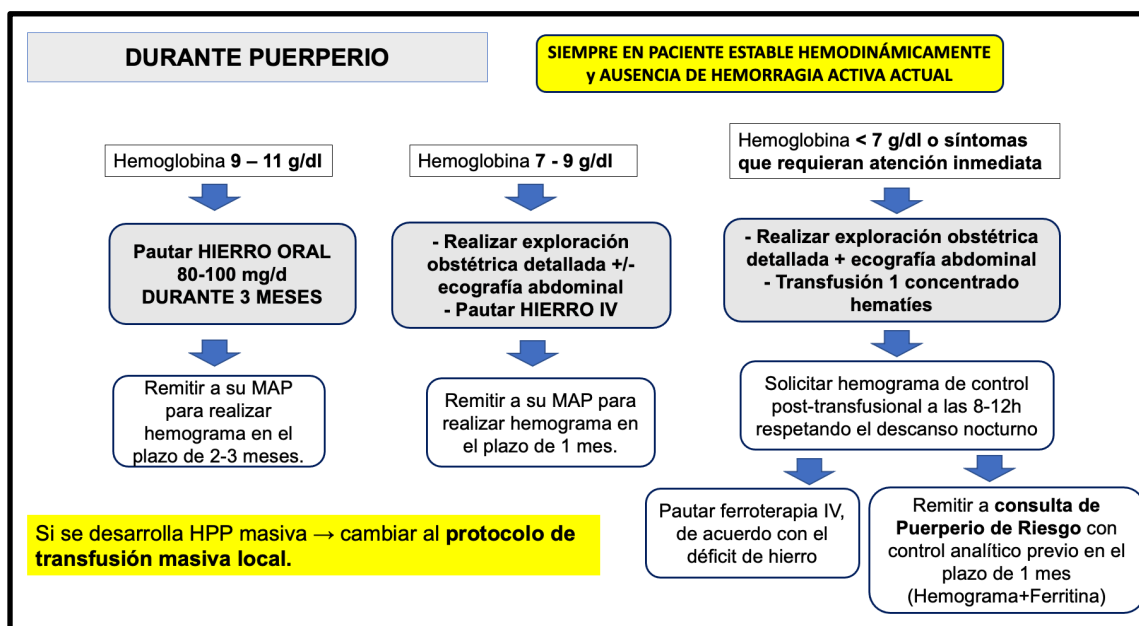 DURANTE PUERPERIO
SIEMPRE EN PACIENTE ESTABLE HEMODINÁMICAMENTE
y AUSENCIA DE HEMORRAGIA ACTIVA ACTUAL
Hemoglobina 9 – 11 g/dl
Pautar HIERRO ORAL
80-100 mg/d
DURANTE 3 MESES
Remitir a su MAP
para realizar
hemograma en el
plazo de 2-3 meses.
Hemoglobina 7 - 9 g/dl
- Realizar exploración
obstétrica detallada +/-
ecografía abdominal
- Pautar HIERRO IV
Remitir a su MAP para
realizar hemograma en
el plazo de 1 mes.
Hemoglobina < 7 g/dl o síntomas
que requieran atención inmediata
- Realizar exploración obstétrica
detallada + ecografía abdominal
- Transfusión 1 concentrado
hematíes
Solicitar hemograma de control
post-transfusional a las 8-12h
respetando el descanso nocturno
Pautar ferroterapia IV,
de acuerdo con el
déficit de hierro
Remitir a consulta de
Puerperio de Riesgo con
control analítico previo en el
plazo de 1 mes
(Hemograma+Ferritina)
Si se desarrolla HPP masiva → cambiar al protocolo de
transfusión masiva local.